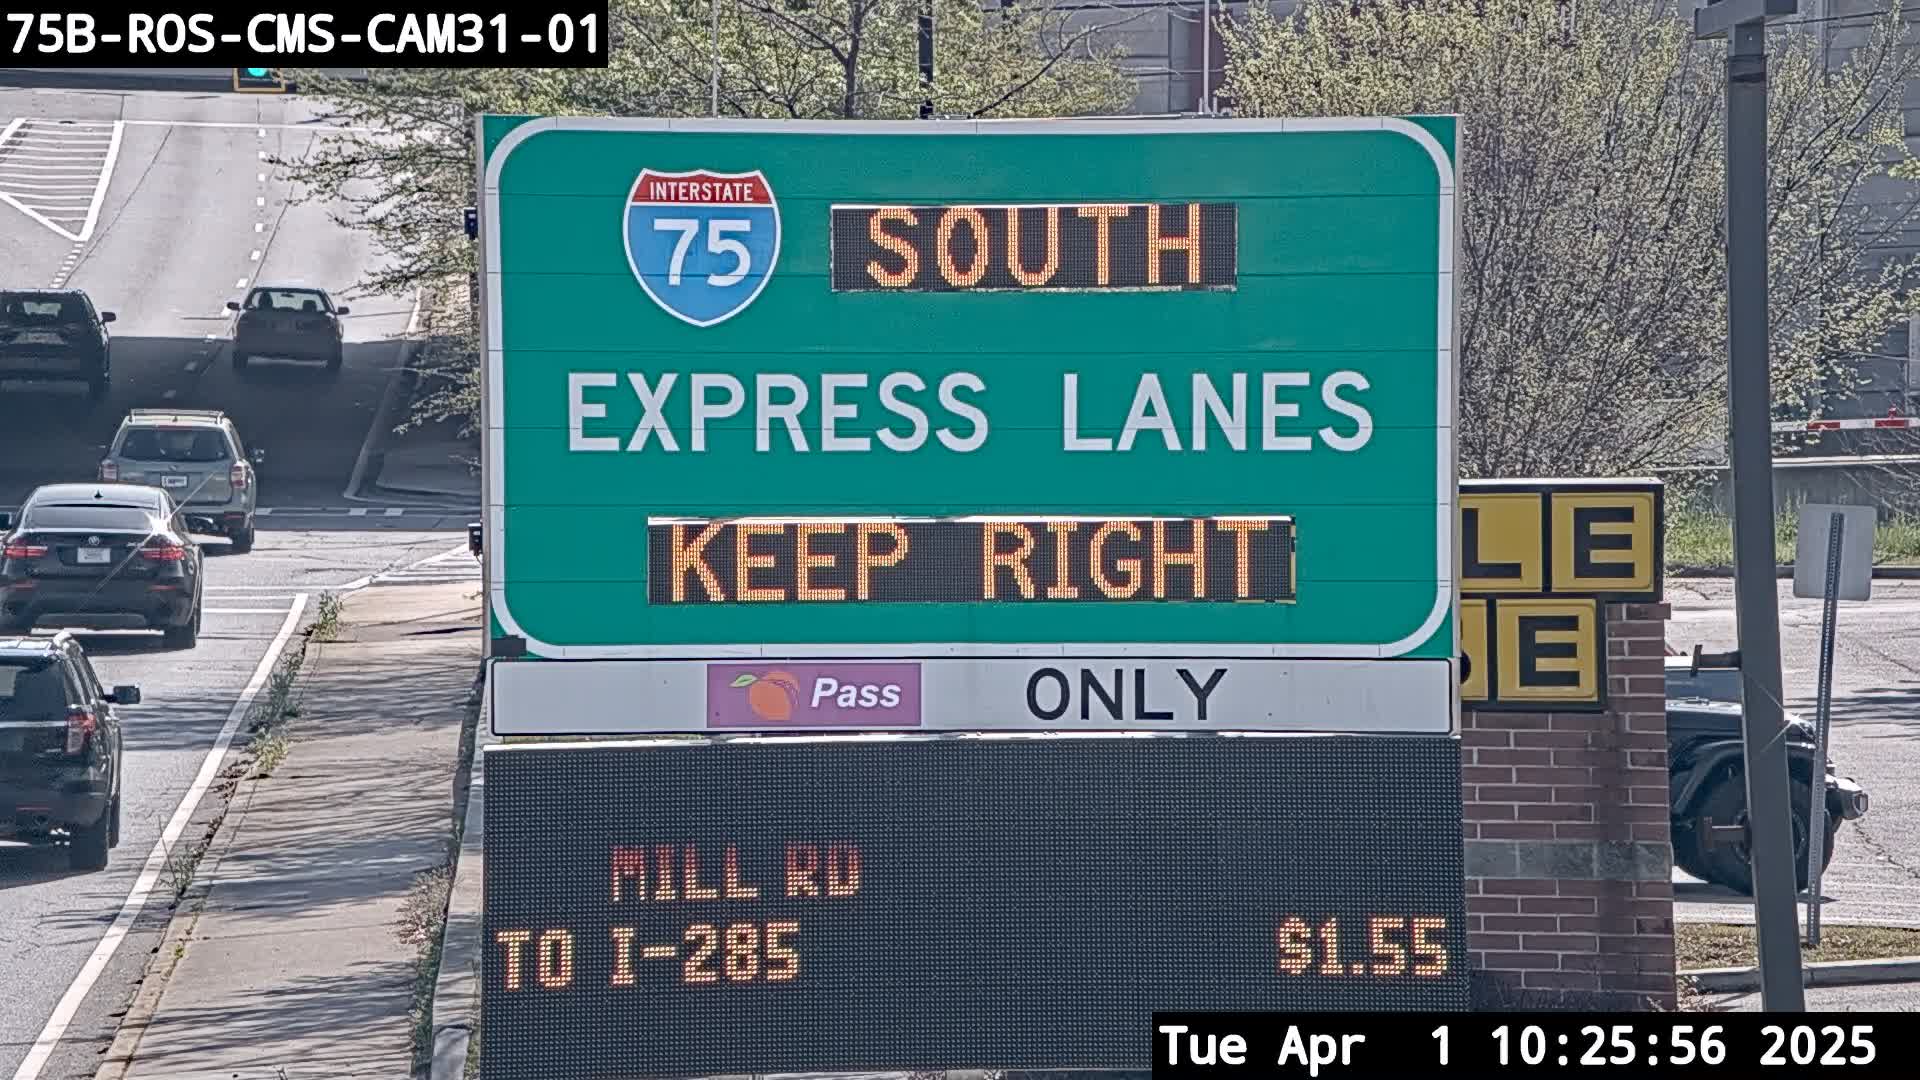 75B-ROS-CMS-CAM31-01
INTERSTATE
75
SOUTH
EXPRESS LANES
KEEP RIGHT
LE
E
Pass ONLY
MILL RD
TO I-285 $1.55
Tue Apr 1 10:25:56 2025